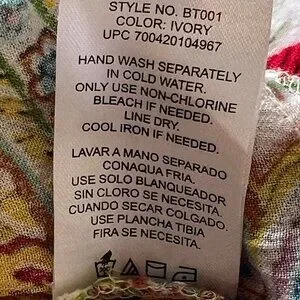 STYLE NO. BT001
COLOR: IVORY
UPC 700420104967
HAND WASH SEPARATELY
IN COLD WATER.
ONLY USE NON-CHLORINE
BLEACH IF NEEDED.
LINE DRY.
COOL IRON IF NEEDED.
LAVAR A MANO SEPARADO
CONAQUA FRIA.
USE SOLO BLANQUEADOR
SIN CLORO SE NECESITA.
CUANDO SECAR COLGADO.
USE PLANCHA TIBIA
FIRA SE NECESITA.